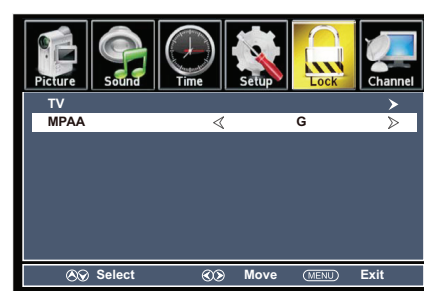 Picture Sound Time Setup Lock Channel
TV
MPAA G
Select Move MENU Exit